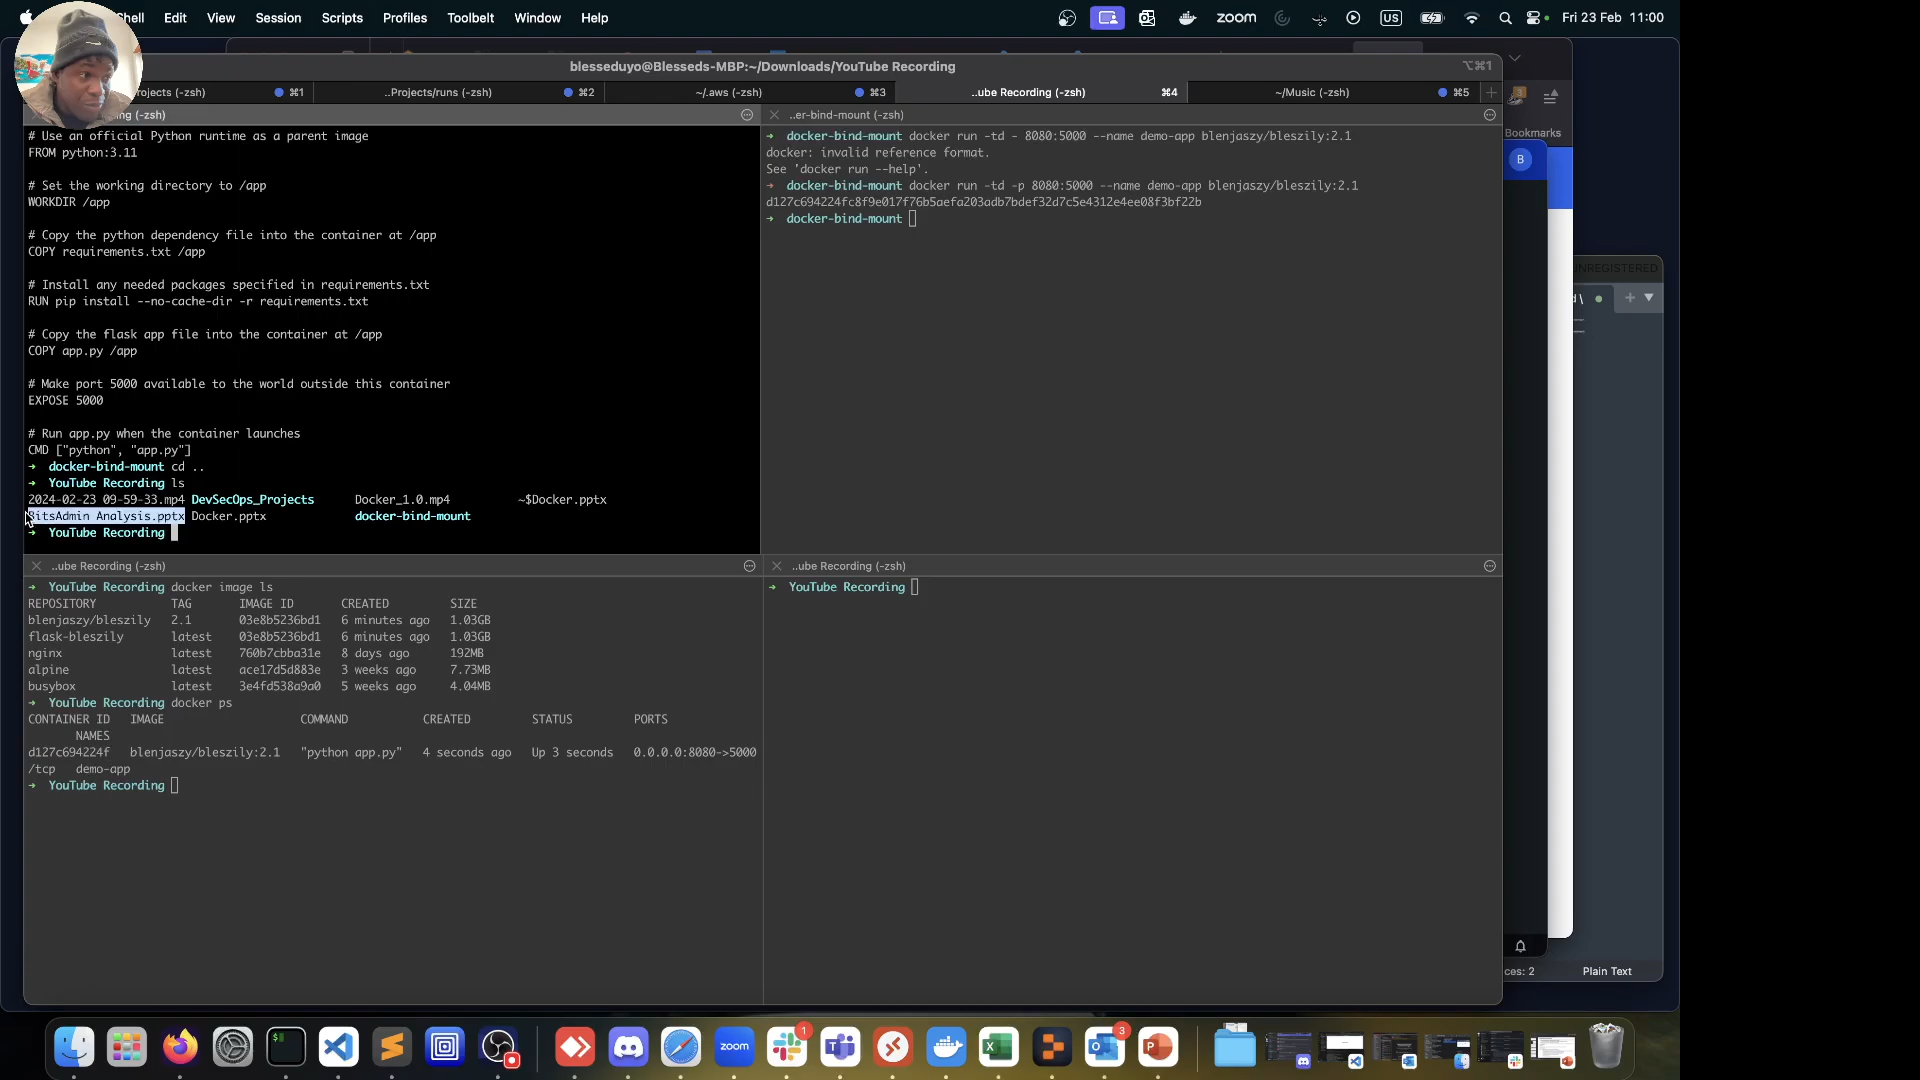 Shell Edit View Session Scripts Profiles Toolbelt Window Help
zoom US Fri 23 Feb 11:00
blesseduyo@Blesseds-MBP:~/Downloads/YouTube Recording
⌥⌘1
rojects (-zsh) ⌘1
..Projects/runs (-zsh) ⌘2
~/.aws (-zsh) ⌘3
..ube Recording (-zsh) ⌘4
~/Music (-zsh) ⌘5
(-zsh)
# Use an official Python runtime as a parent image
FROM python:3.11
# Set the working directory to /app
WORKDIR /app
# Copy the python dependency file into the container at /app
COPY requirements.txt /app
# Install any needed packages specified in requirements.txt
RUN pip install --no-cache-dir -r requirements.txt
# Copy the flask app file into the container at /app
COPY app.py /app
# Make port 5000 available to the world outside this container
EXPOSE 5000
# Run app.py when the container launches
CMD ["python", "app.py"]
→ docker-bind-mount cd ..
→ YouTube Recording ls
2024-02-23 09-59-33.mp4 DevSecOps_Projects Docker_1.0.mp4 ~$Docker.pptx
BitsAdmin Analysis.pptx Docker.pptx docker-bind-mount
→ YouTube Recording
..er-bind-mount (-zsh)
→ docker-bind-mount docker run -td - 8080:5000 --name demo-app blenjaszy/bleszily:2.1
docker: invalid reference format.
See 'docker run --help'.
→ docker-bind-mount docker run -td -p 8080:5000 --name demo-app blenjaszy/bleszily:2.1
d127c694224fc8f9e017f76b5aefa203adb7bdef32d7c5e4312e4ee08f3bf22b
→ docker-bind-mount
..ube Recording (-zsh)
→ YouTube Recording docker image ls
REPOSITORY TAG IMAGE ID CREATED SIZE
blenjaszy/bleszily 2.1 03e8b5236bd1 6 minutes ago 1.03GB
flask-bleszily latest 03e8b5236bd1 6 minutes ago 1.03GB
nginx latest 760b7cbba31e 8 days ago 192MB
alpine latest ace17d5d883e 3 weeks ago 7.73MB
busybox latest 3e4fd538a9a0 5 weeks ago 4.04MB
→ YouTube Recording docker ps
CONTAINER ID IMAGE COMMAND CREATED STATUS PORTS
NAMES
d127c694224f blenjaszy/bleszily:2.1 "python app.py" 4 seconds ago Up 3 seconds 0.0.0.0:8080->5000
/tcp demo-app
→ YouTube Recording
..ube Recording (-zsh)
→ YouTube Recording
3
Bookmarks
B
UNREGISTERED
d\
ces: 2
Plain Text
zoom
1
3